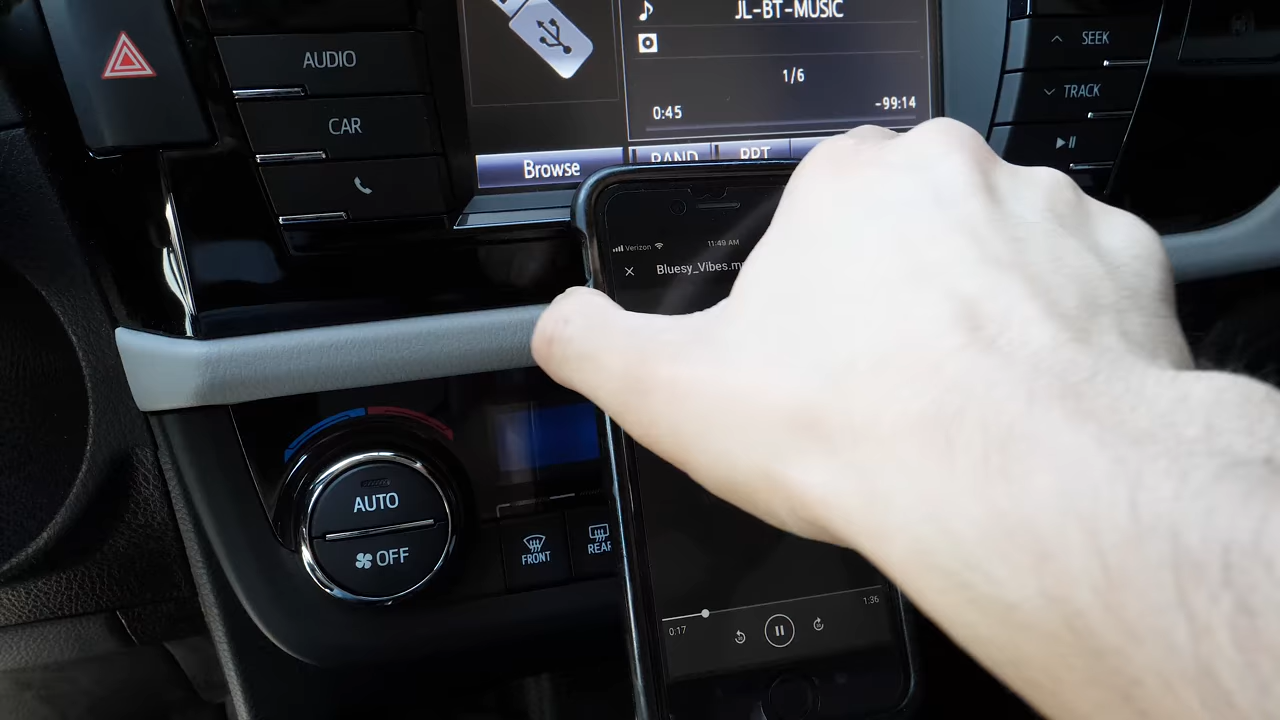 AUDIO
CAR
JL-BT-MUSIC
1/6
0:45
-99:14
Browse
RAND
RPT
SEEK
TRACK
Verizon
11:49 AM
Bluesy_Vibes.m
AUTO
OFF
FRONT
REAR
0:17
1:36